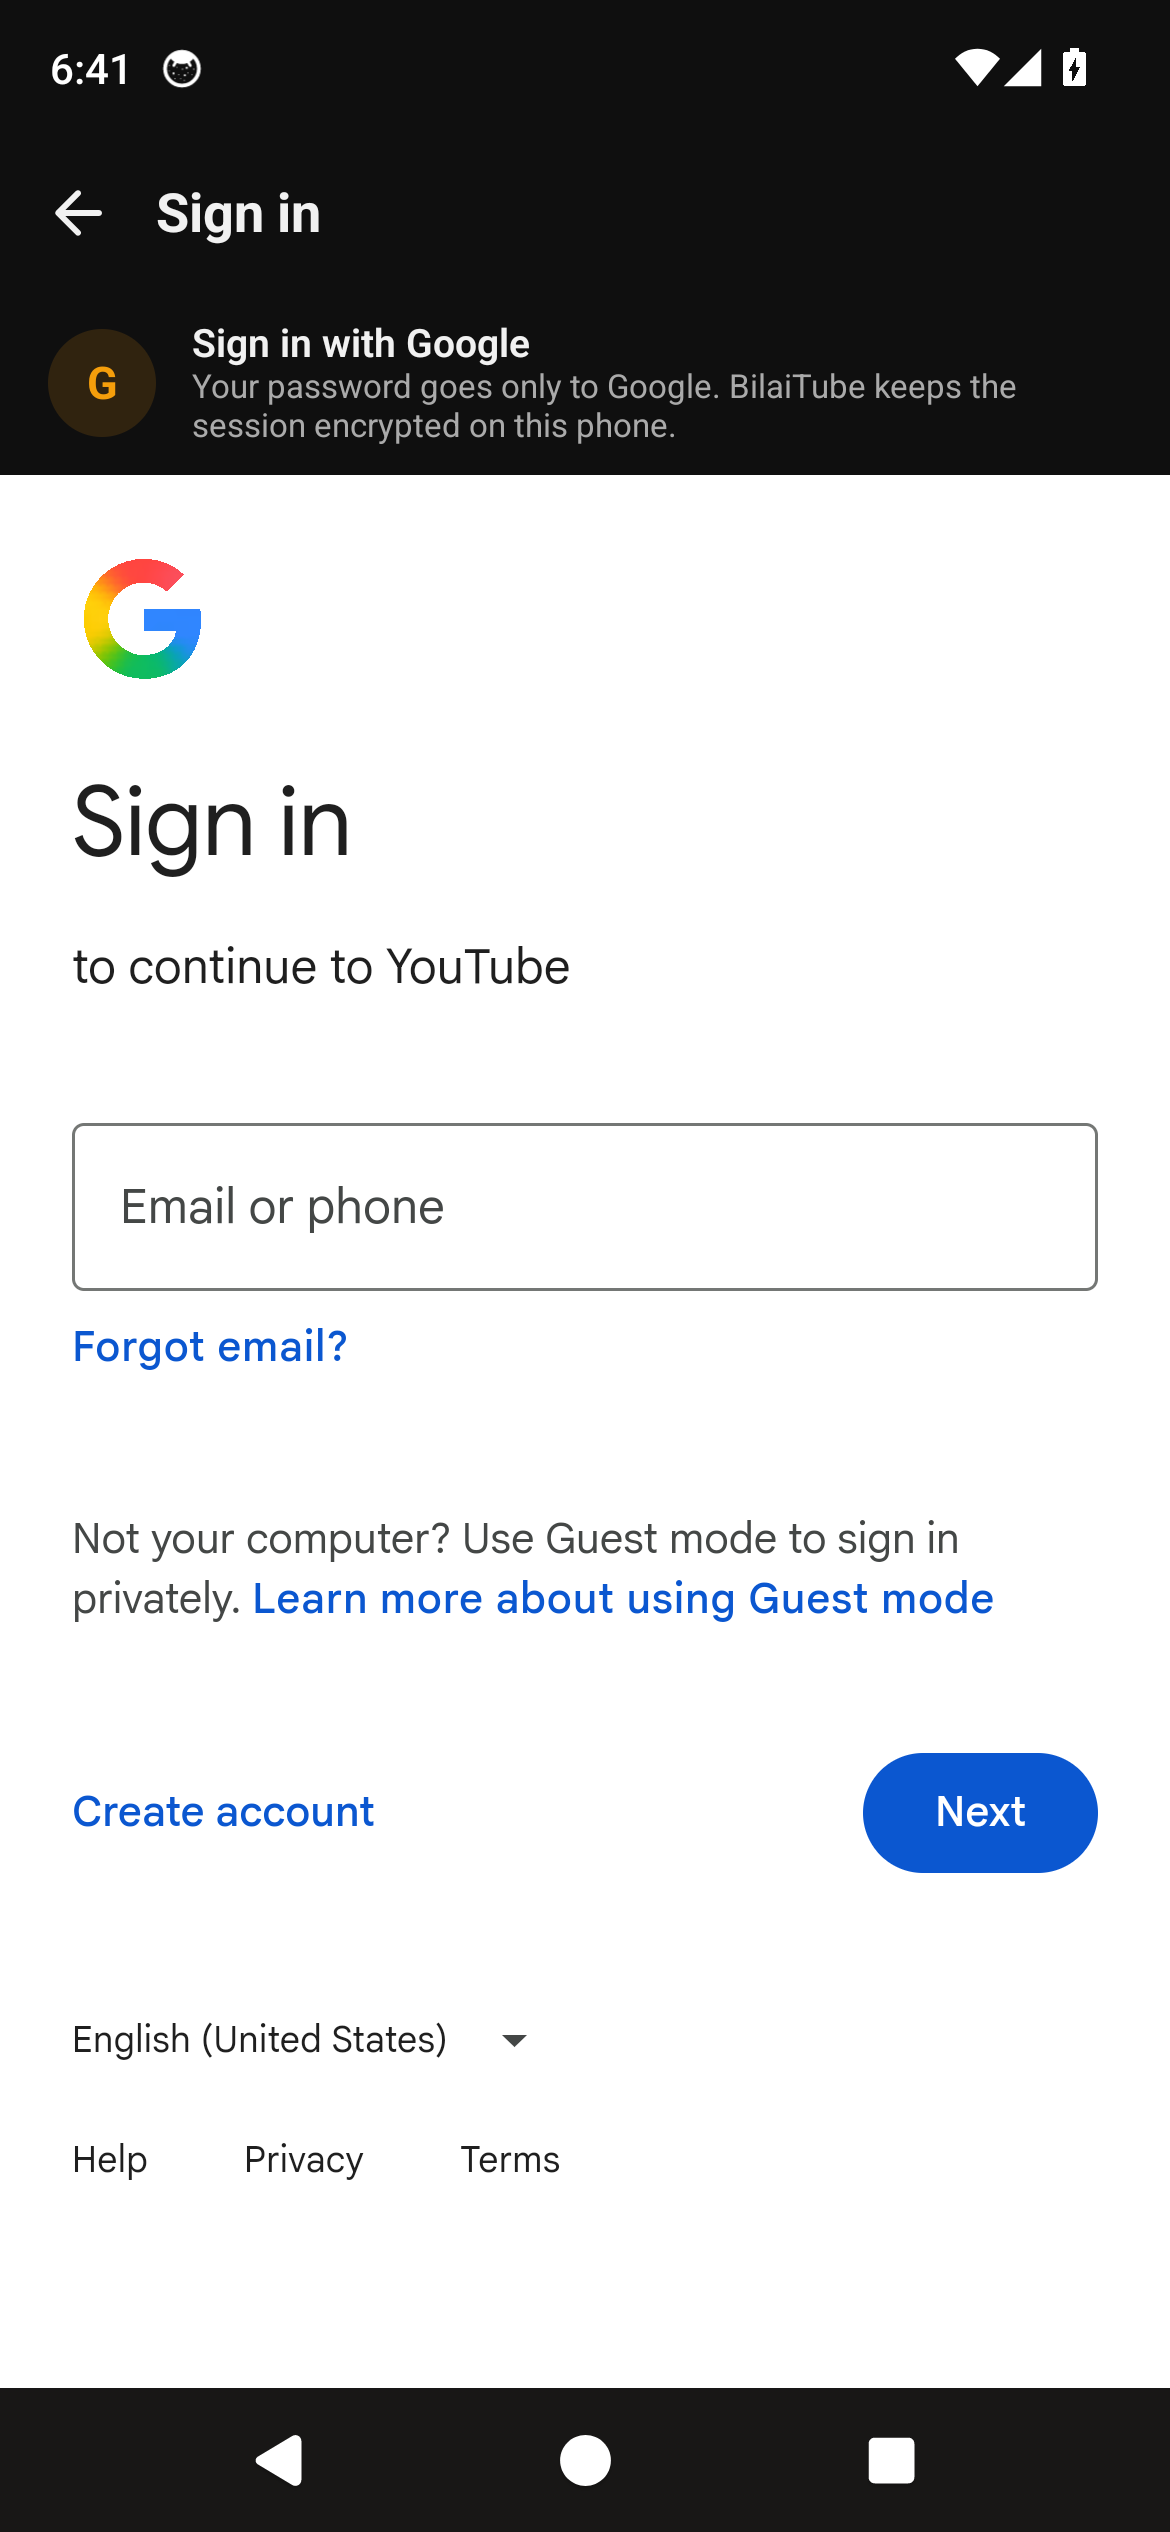 6:41
Sign in
G
Sign in with Google
Your password goes only to Google. BilaiTube keeps the
session encrypted on this phone.
Sign in
to continue to YouTube
Email or phone
Forgot email?
Not your computer? Use Guest mode to sign in
privately. Learn more about using Guest mode
Create account
Next
English (United States)
Help Privacy Terms